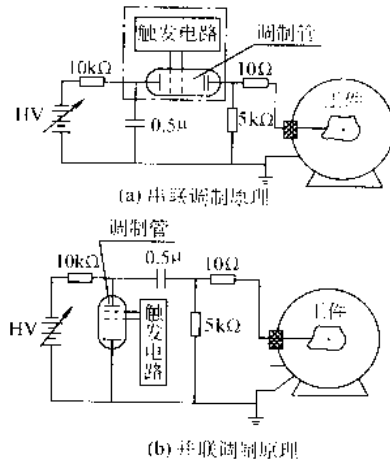 触发电路
调制管
10kΩ
10Ω
HV
0.5μ
5kΩ
工件
(a) 串联调制原理
调制管
10kΩ
0.5μ
10Ω
HV
触发电路
5kΩ
工件
(b) 并联调制原理